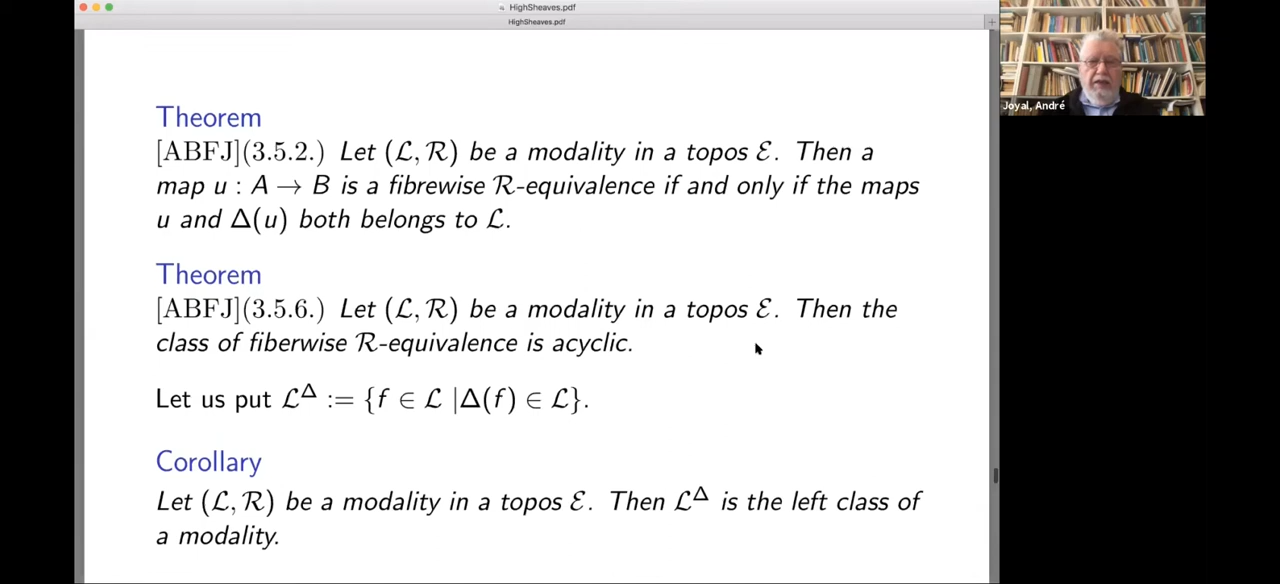 HighSheaves.pdf
HighSheaves.pdf
Theorem
[ABFJ](3.5.2.) Let (ℒ, ℛ) be a modality in a topos ℰ. Then a
map u : A → B is a fibrewise ℛ-equivalence if and only if the maps
u and Δ(u) both belongs to ℒ.
Theorem
[ABFJ](3.5.6.) Let (ℒ, ℛ) be a modality in a topos ℰ. Then the
class of fiberwise ℛ-equivalence is acyclic.
Let us put ℒ^Δ := {f ∈ ℒ |Δ(f) ∈ ℒ}.
Corollary
Let (ℒ, ℛ) be a modality in a topos ℰ. Then ℒ^Δ is the left class of
a modality.
Joyal, André